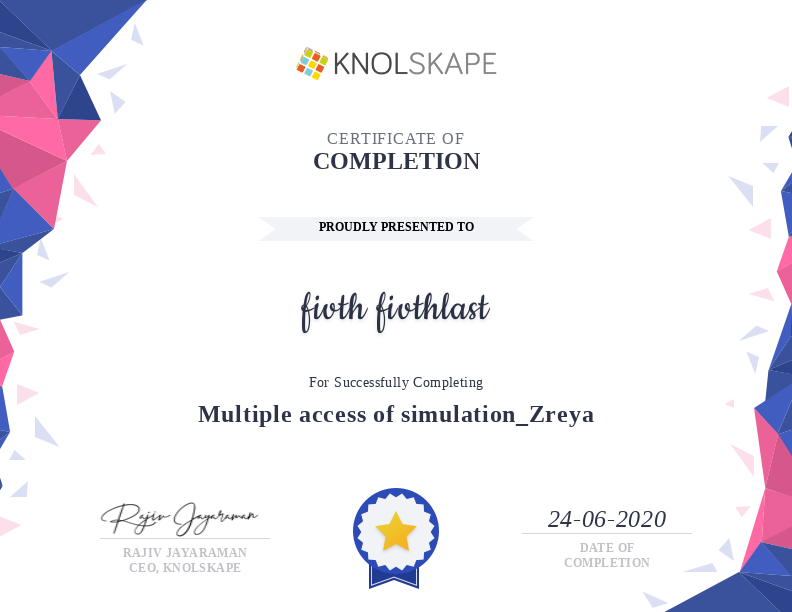 KNOLSKAPE
CERTIFICATE OF
COMPLETION
PROUDLY PRESENTED TO
fivth fivthlast
For Successfully Completing
Multiple access of simulation_Zreya
Rajiv Jayaraman
RAJIV JAYARAMAN
CEO, KNOLSKAPE
24-06-2020
DATE OF
COMPLETION